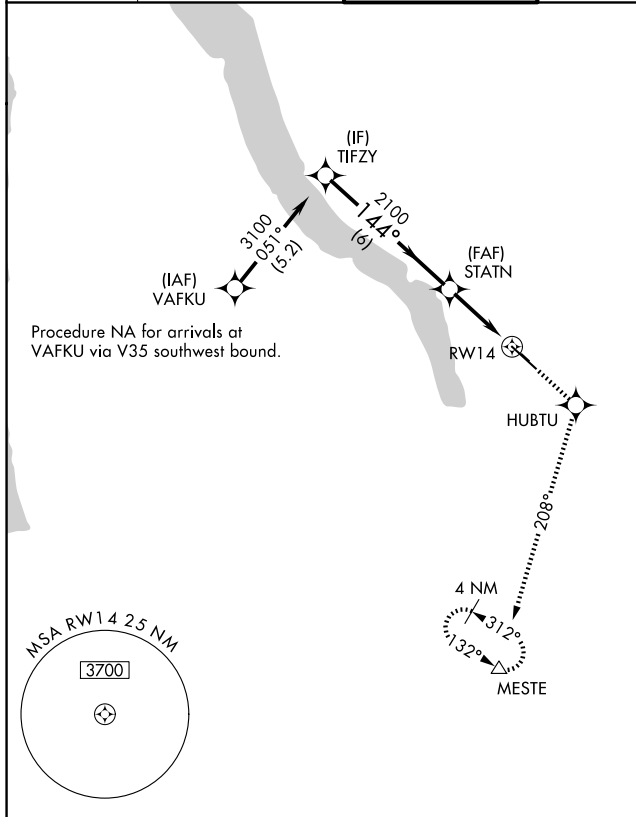 (IF)
TIFZY
2100
144°
(6)
3100
051°
(5.2)
(FAF)
STATN
(IAF)
VAFKU
Procedure NA for arrivals at
VAFKU via V35 southwest bound.
RW14
HUBTU
208°
4 NM
312°
132°
MESTE
MSA RW14 25 NM
3700